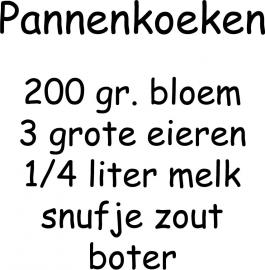 Pannenkoeken
200 gr. bloem
3 grote eieren
1/4 liter melk
snufje zout
boter